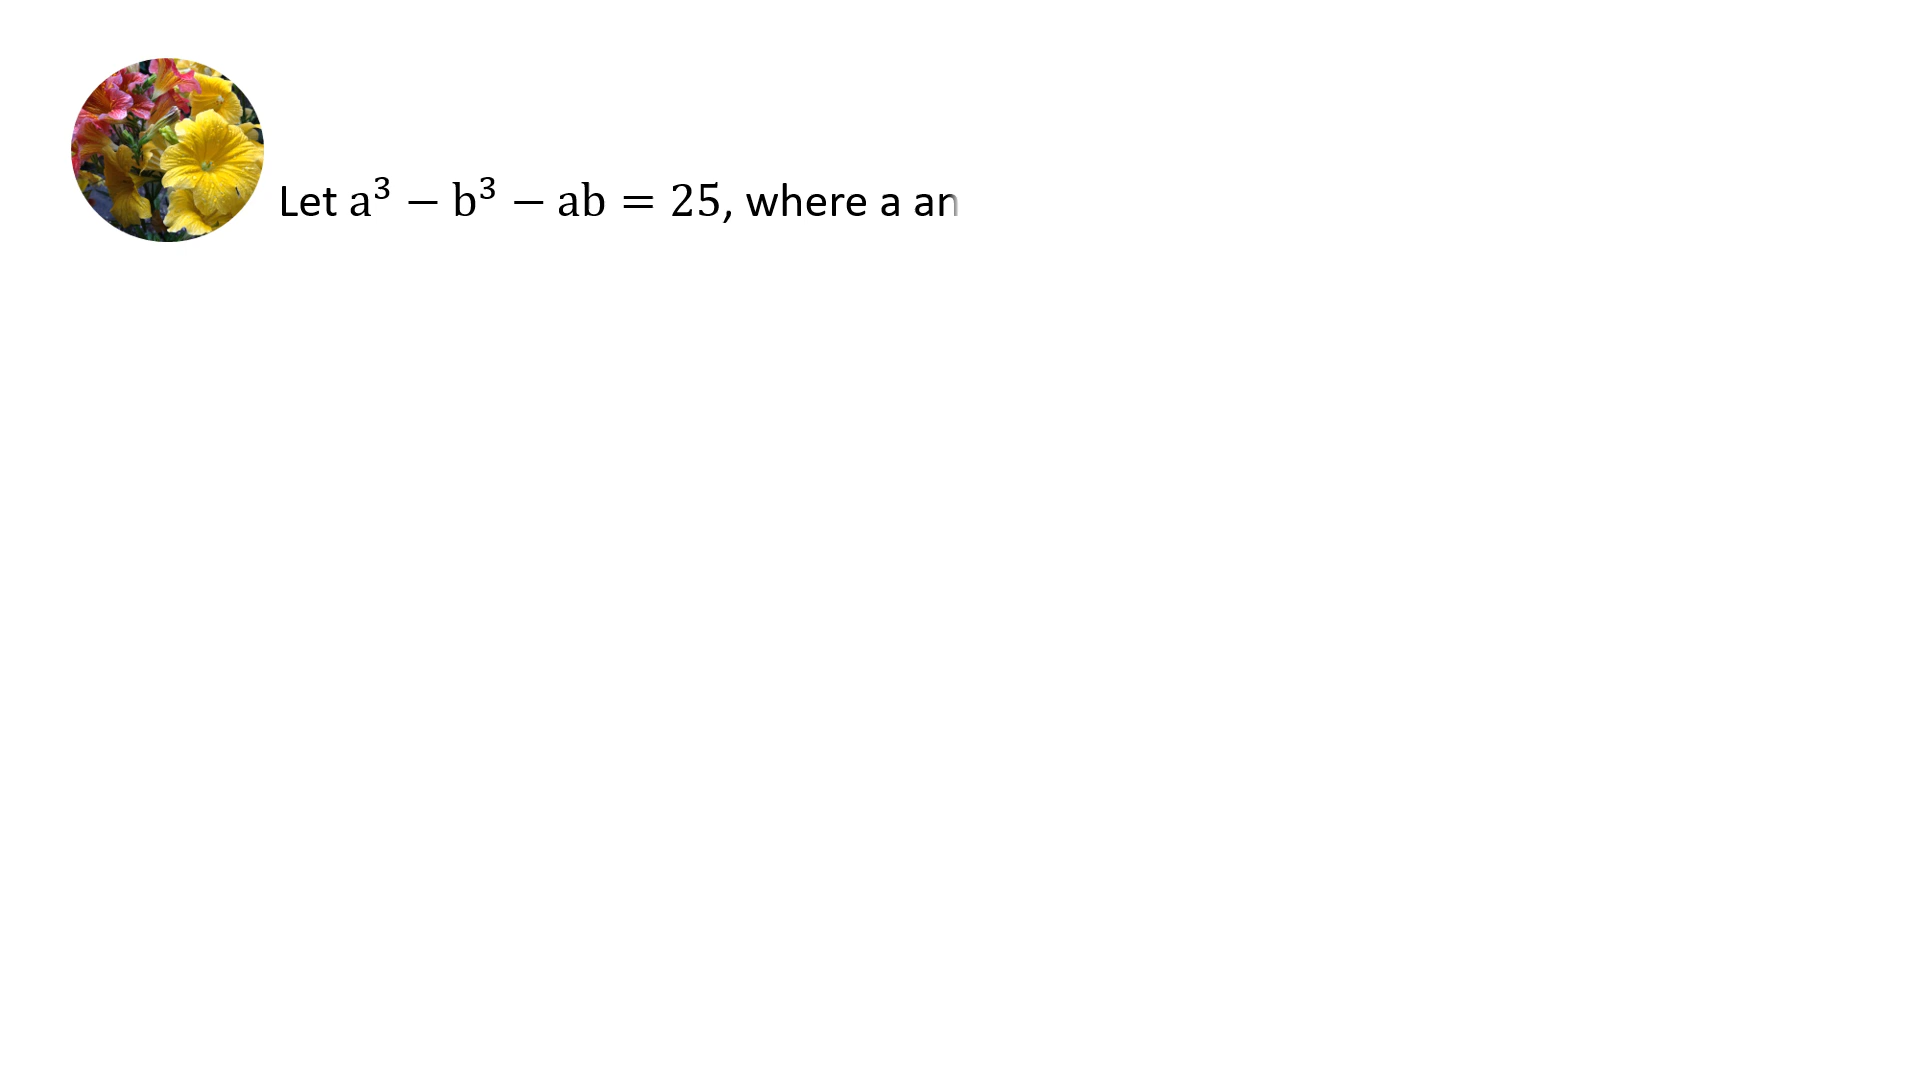 Let a³ − b³ − ab = 25, where a an